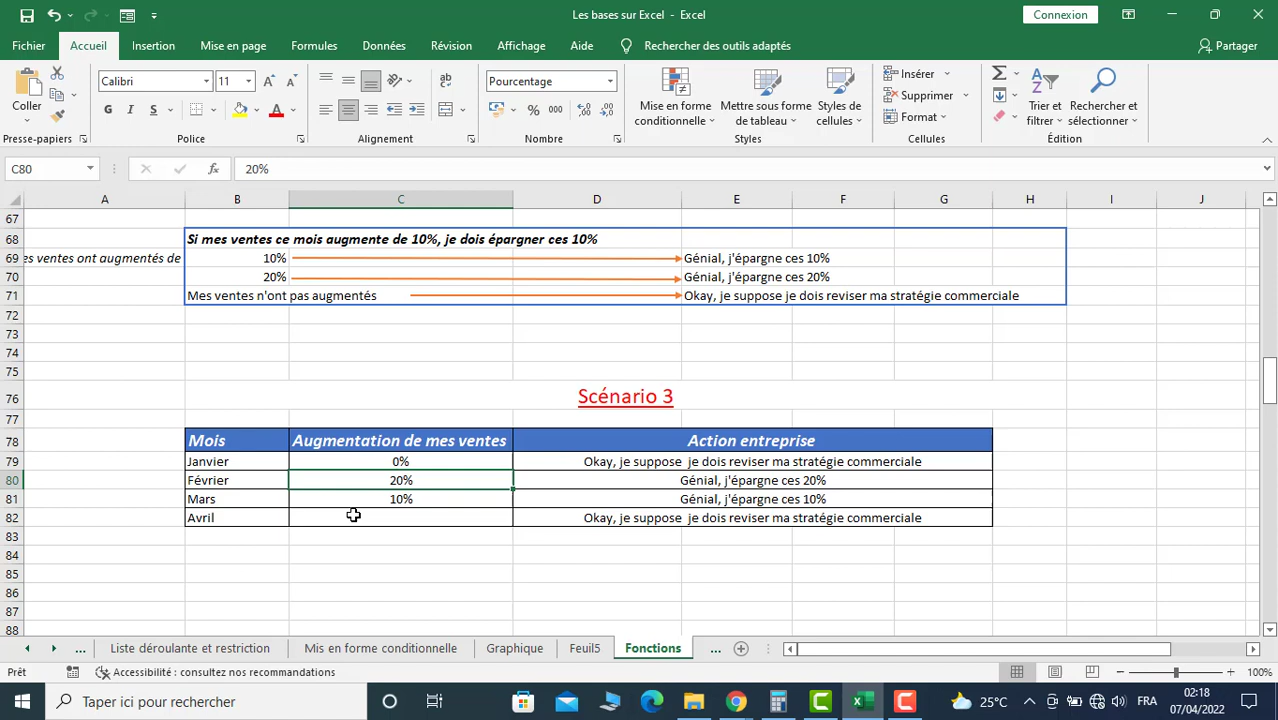 Les bases sur Excel - Excel
Connexion
Fichier Accueil Insertion Mise en page Formules Données Révision Affichage Aide Rechercher des outils adaptés Partager
Coller
Presse-papiers
Calibri 11
G I S
Police
Alignement
Pourcentage
% 000
Nombre
Mise en forme conditionnelle
Mettre sous forme de tableau
Styles de cellules
Styles
Insérer
Supprimer
Format
Cellules
Trier et filtrer
Rechercher et sélectionner
Édition
C80 fx 20%
A B C D E F G H I J
67
68 Si mes ventes ce mois augmente de 10%, je dois épargner ces 10%
69 es ventes ont augmentés de 10% Génial, j'épargne ces 10%
70 20% Génial, j'épargne ces 20%
71 Mes ventes n'ont pas augmentés Okay, je suppose je dois reviser ma stratégie commerciale
72
73
74
75
76 Scénario 3
77
78 Mois Augmentation de mes ventes Action entreprise
79 Janvier 0% Okay, je suppose je dois reviser ma stratégie commerciale
80 Février 20% Génial, j'épargne ces 20%
81 Mars 10% Génial, j'épargne ces 10%
82 Avril Okay, je suppose je dois reviser ma stratégie commerciale
83
84
85
86
87
88
... Liste déroulante et restriction Mis en forme conditionnelle Graphique Feuil5 Fonctions ...
Prêt Accessibilité : consultez nos recommandations 100%
Taper ici pour rechercher 25°C FRA 02:18
07/04/2022